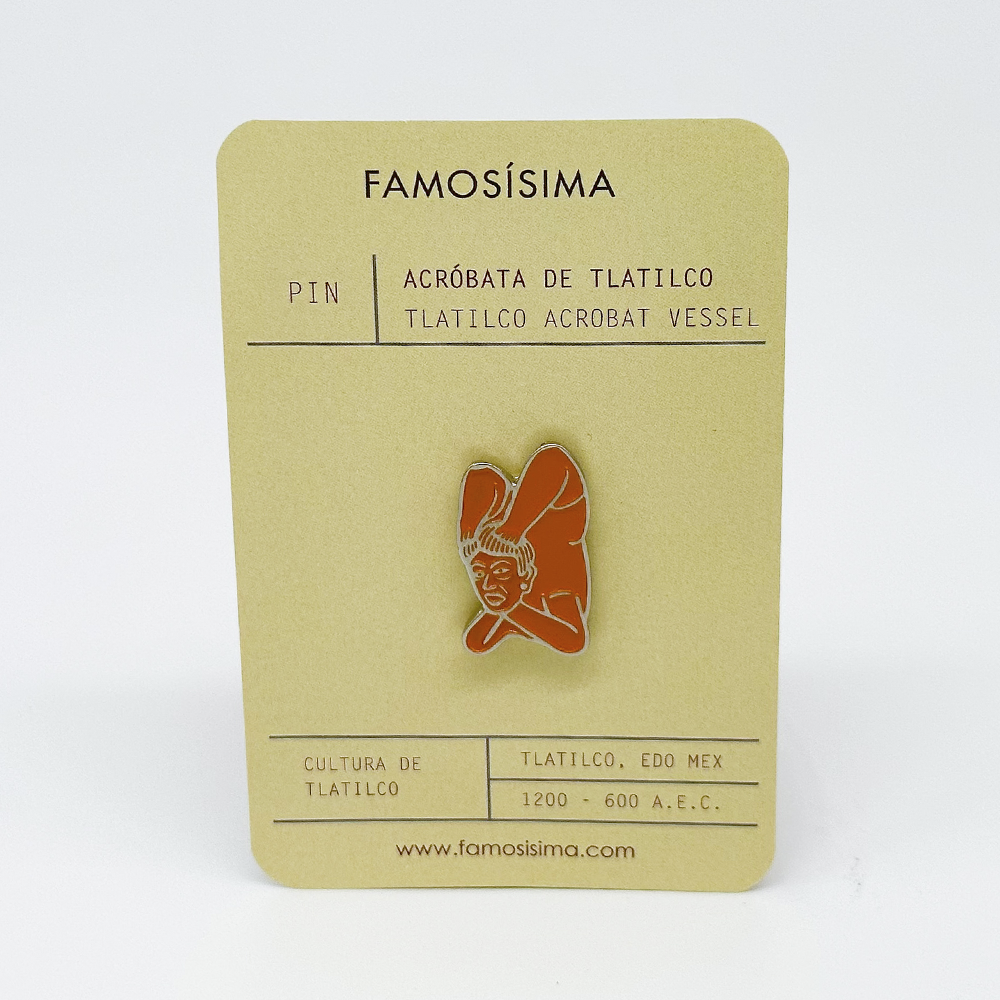 FAMOSÍSIMA
PIN
ACRÓBATA DE TLATILCO
TLATILCO ACROBAT VESSEL
CULTURA DE
TLATILCO
TLATILCO, EDO MEX
1200 - 600 A.E.C.
www.famosisima.com